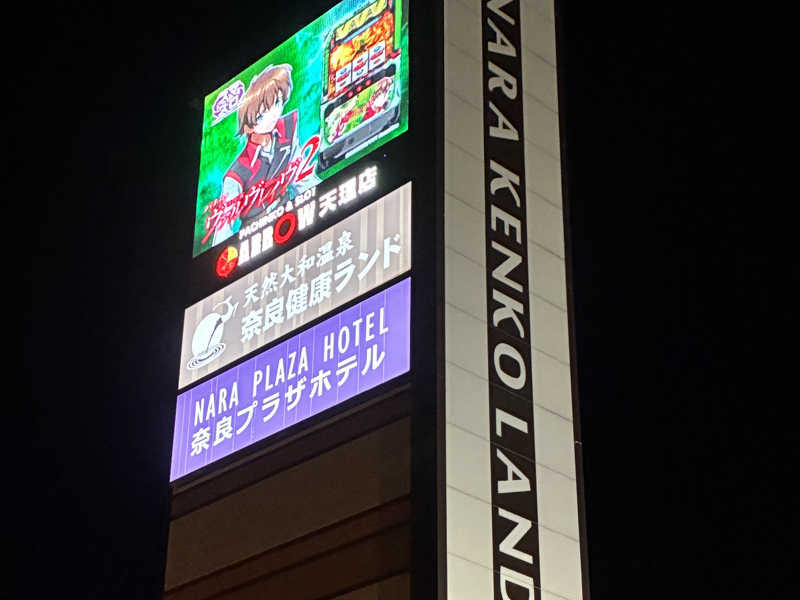 ヴァルヴレイヴ2
PACHINKO & SLOT
ARROW 天理店
天然大和温泉
奈良健康ランド
NARA PLAZA HOTEL
奈良プラザホテル
NARA KENKO LAND